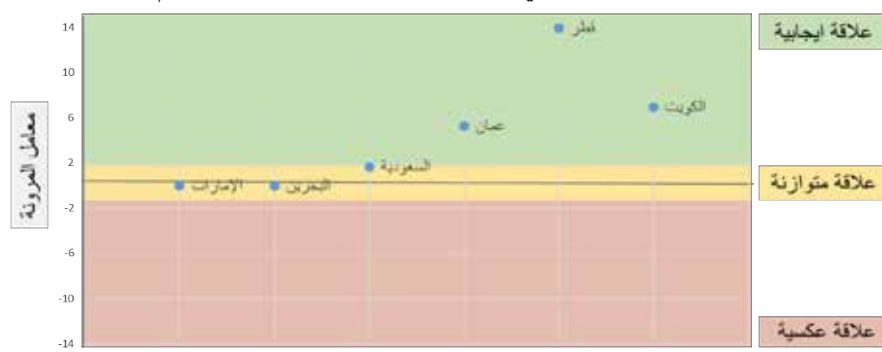 14
10
6
2
-2
-6
-10
-14
معامل المرونة
قطر
الكويت
عمان
السعودية
البحرين
الإمارات
علاقة ايجابية
علاقة متوازنة
علاقة عكسية